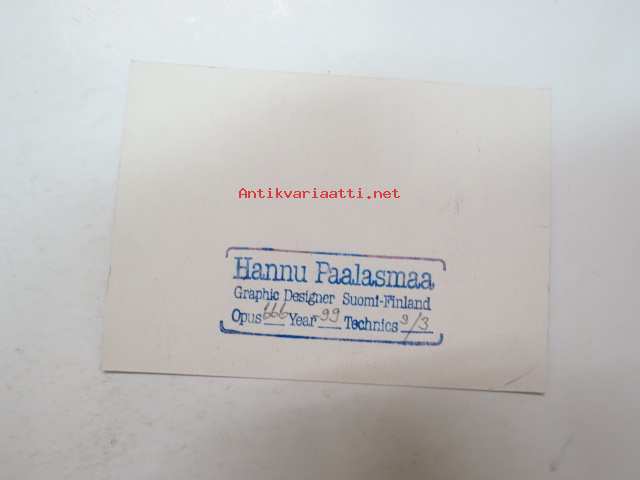 Antikvariaatti.net
Hannu Paalasmaa
Graphic Designer Suomi-Finland
Opus 666 Year -99 Technics 9/3